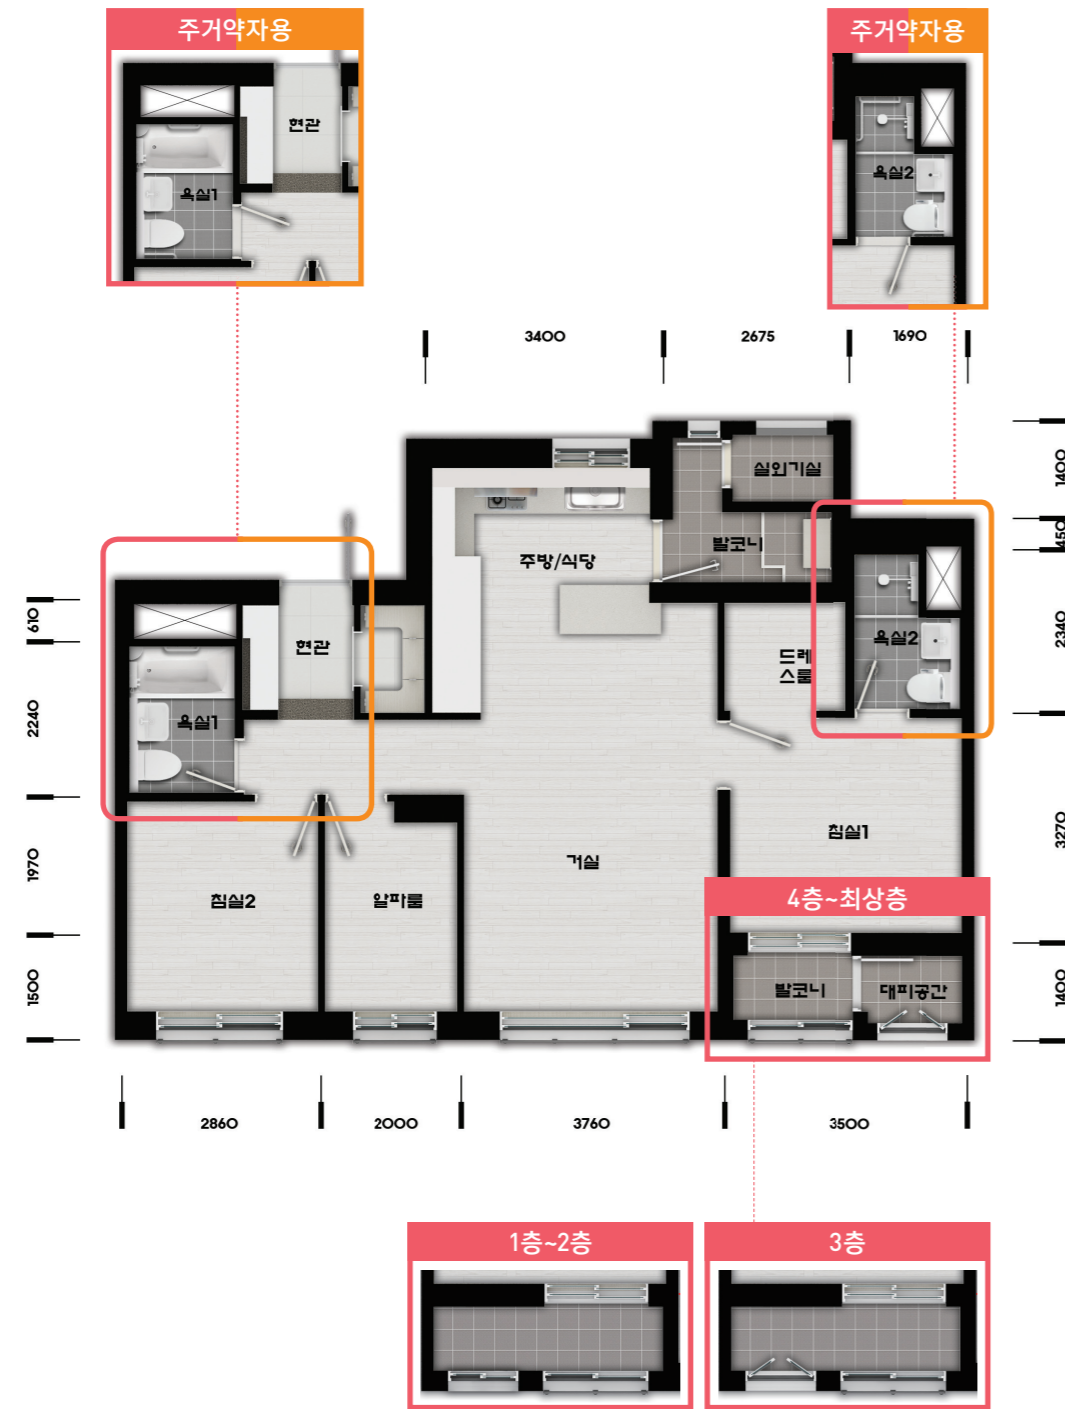 주거약자용
주거약자용
현관
욕실1
욕실2
3400
2675
1690
실외기실
1400
주방/식당
발코니
450
610
현관
드레
스룸
욕실2
2340
2240
욕실1
침실1
3270
1970
침실2
알파룸
거실
4층~최상층
1500
발코니
대피공간
1400
2860
2000
3760
3500
1층~2층
3층